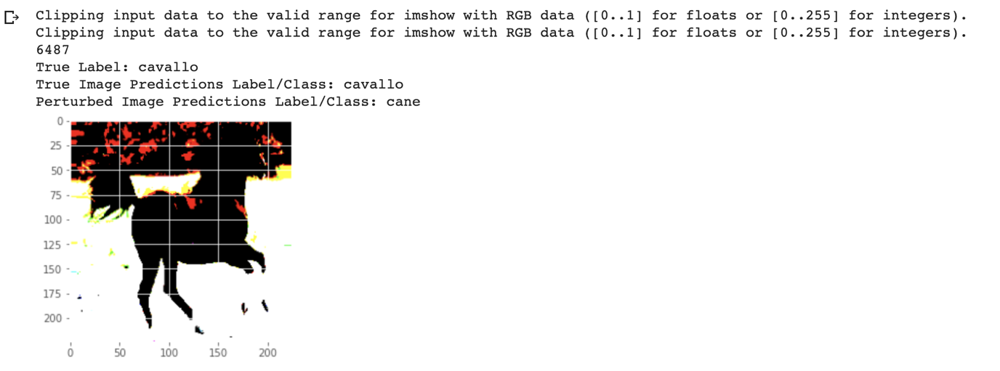 Clipping input data to the valid range for imshow with RGB data ([0..1] for floats or [0..255] for integers).
Clipping input data to the valid range for imshow with RGB data ([0..1] for floats or [0..255] for integers).
6487
True Label: cavallo
True Image Predictions Label/Class: cavallo
Perturbed Image Predictions Label/Class: cane
0
25
50
75
100
125
150
175
200
0 50 100 150 200